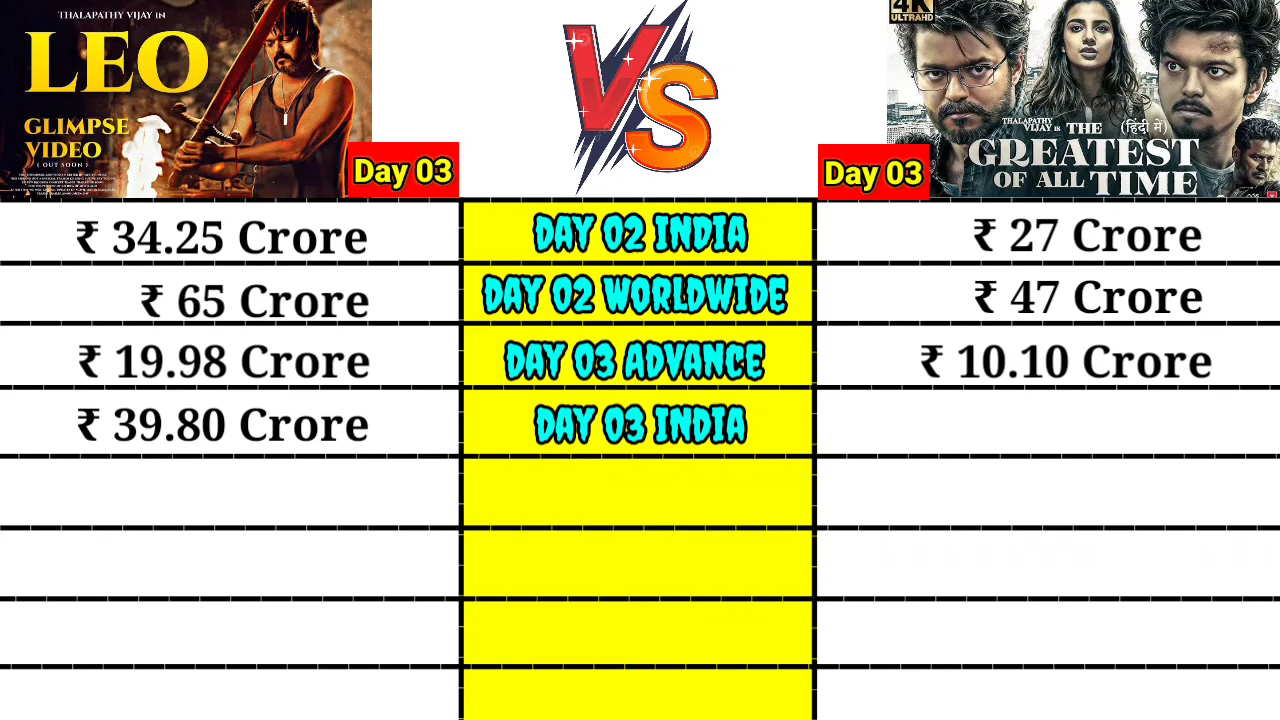 THALAPATHY VIJAY IN
LEO
GLIMPSE
VIDEO
( OUT SOON )
Day 03
VS
4K
ULTRAHD
THALAPATHY
VIJAY IS THE (हिंदी में)
GREATEST
OF ALL TIME
Day 03
₹ 34.25 Crore DAY 02 INDIA ₹ 27 Crore
₹ 65 Crore DAY 02 WORLDWIDE ₹ 47 Crore
₹ 19.98 Crore DAY 03 ADVANCE ₹ 10.10 Crore
₹ 39.80 Crore DAY 03 INDIA